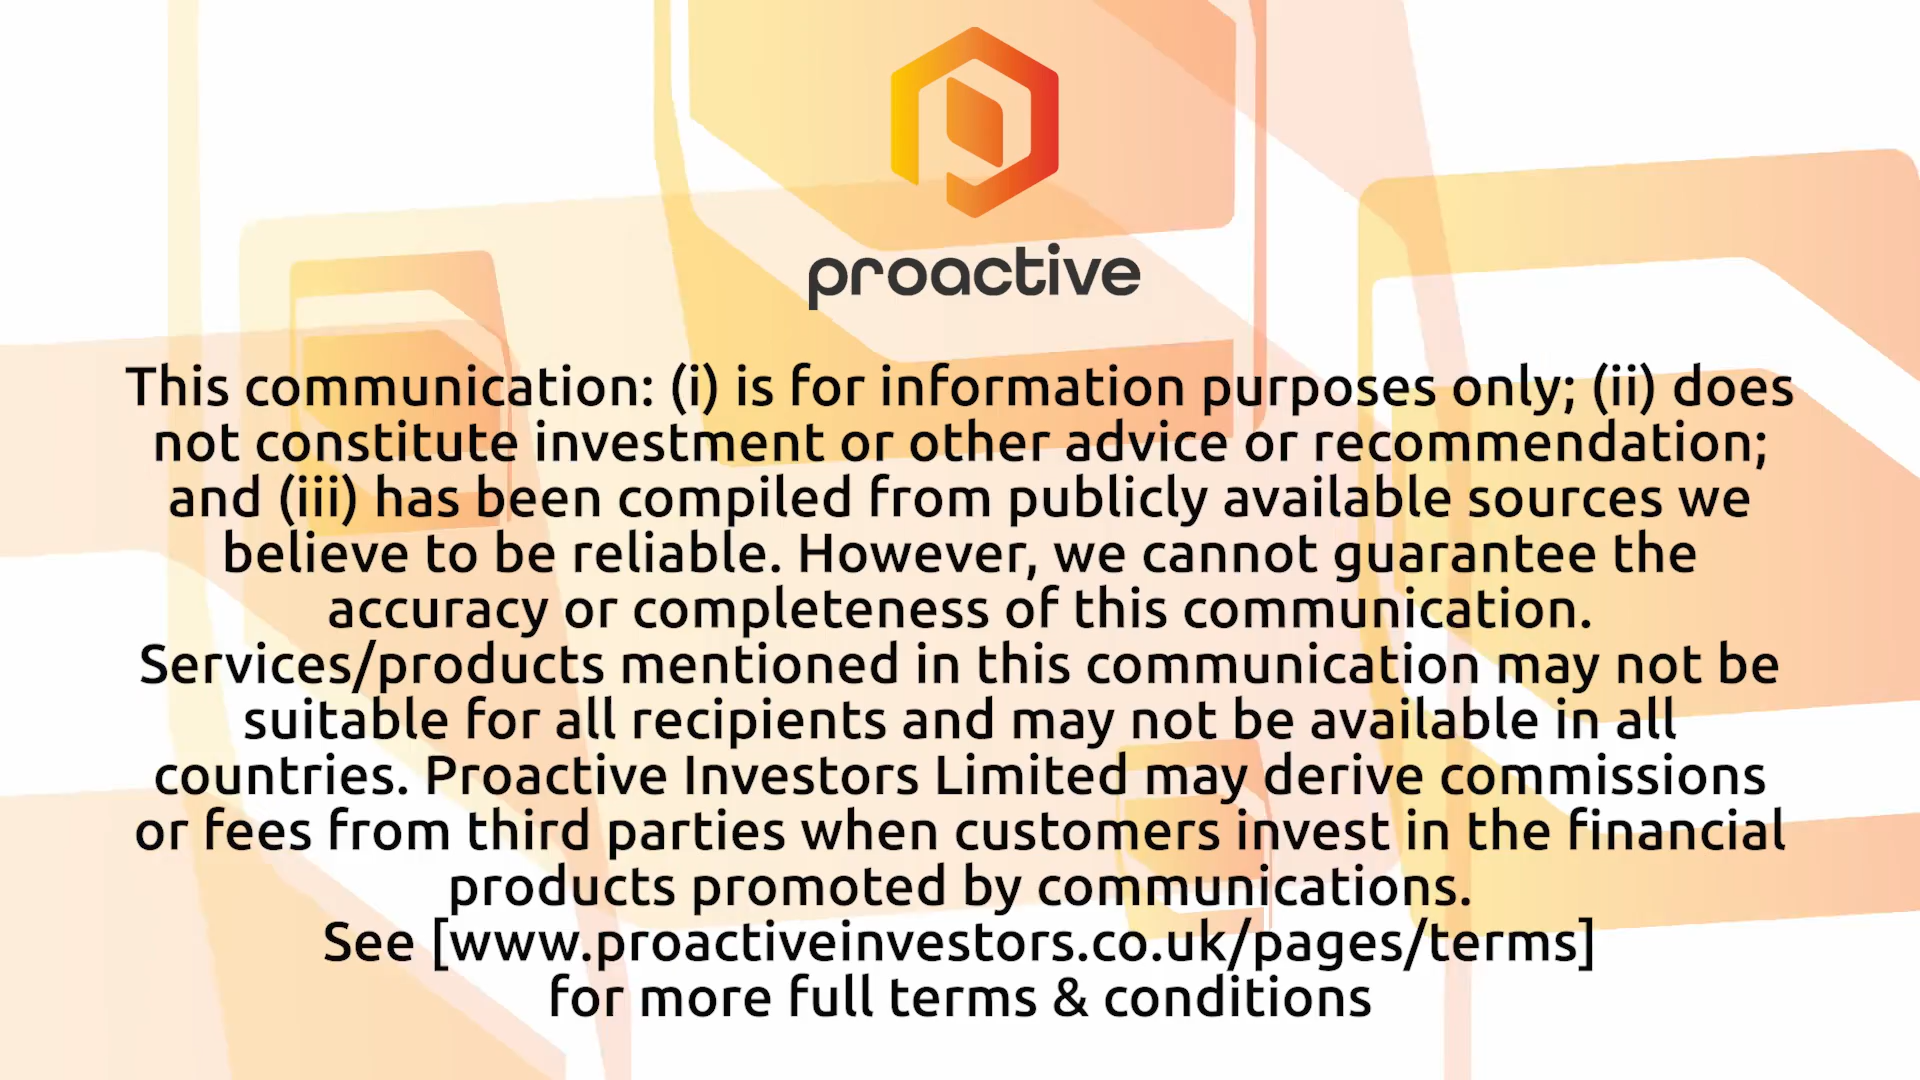 proactive
This communication: (i) is for information purposes only; (ii) does
not constitute investment or other advice or recommendation;
and (iii) has been compiled from publicly available sources we
believe to be reliable. However, we cannot guarantee the
accuracy or completeness of this communication.
Services/products mentioned in this communication may not be
suitable for all recipients and may not be available in all
countries. Proactive Investors Limited may derive commissions
or fees from third parties when customers invest in the financial
products promoted by communications.
See [www.proactiveinvestors.co.uk/pages/terms]
for more full terms & conditions